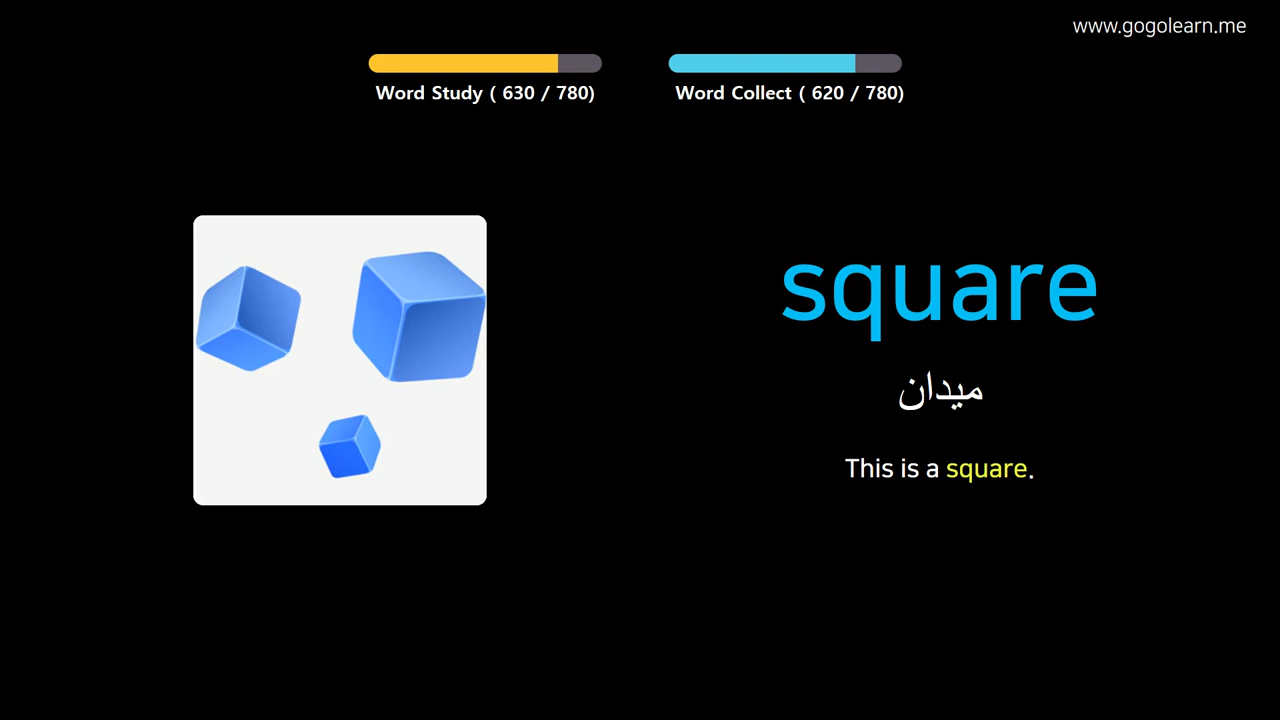 www.gogolearn.me
Word Study ( 630 / 780)
Word Collect ( 620 / 780)
square
ميدان
This is a square.